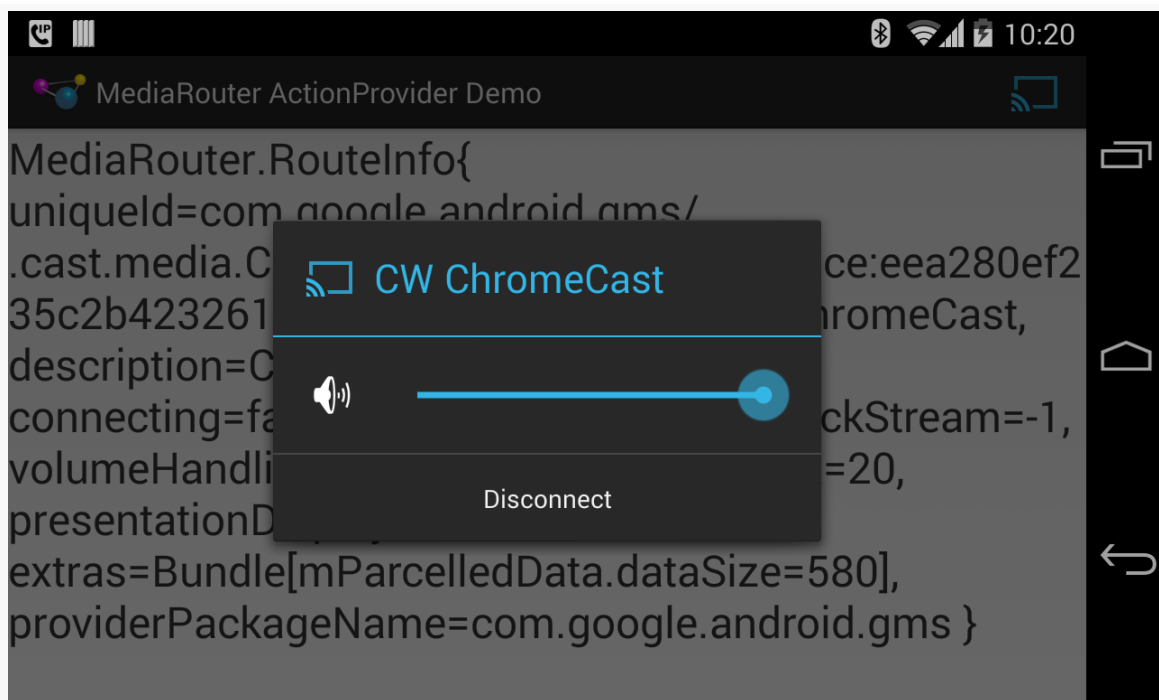 10:20
MediaRouter ActionProvider Demo
MediaRouter.RouteInfo{
uniqueId=com.google.android.gms/
.cast.media.C ce:eea280ef2
35c2b423261 hromeCast,
description=C
connecting=fa ckStream=-1,
volumeHandli =20,
presentationD
extras=Bundle[mParcelledData.dataSize=580],
providerPackageName=com.google.android.gms }
CW ChromeCast
Disconnect